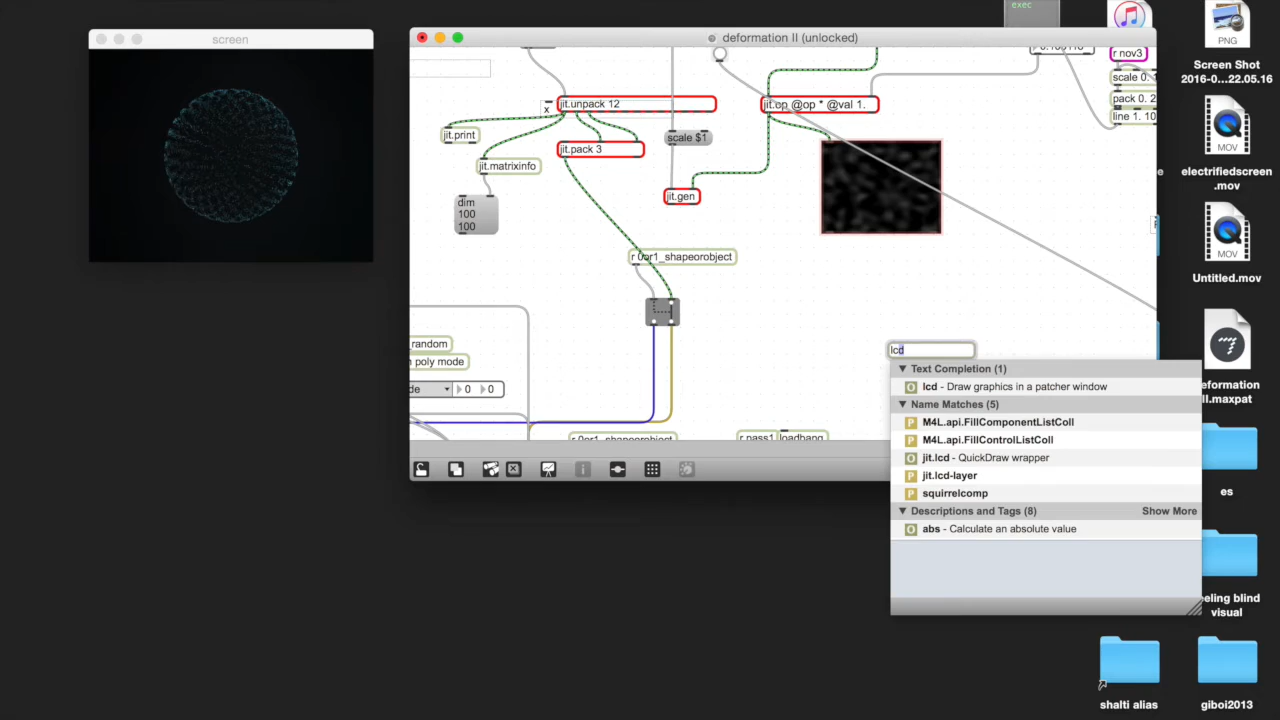 exec
screen
deformation II (unlocked)
PNG
Screen Shot
2016-0...22.05.16
r nov3
scale 0. 1
pack 0. 2
line 1. 10
x
jit.unpack 12
jit.op @op * @val 1.
jit.print
scale $1
jit.pack 3
jit.matrixinfo
MOV
electrifiedscreen
.mov
jit.gen
dim
100
100
r 0or1_shapeorobject
MOV
Untitled.mov
_random
lcd
n poly mode
Text Completion (1)
lcd - Draw graphics in a patcher window
de
0
0
eformation
II.maxpat
Name Matches (5)
M4L.api.FillComponentListColl
M4L.api.FillControlListColl
r 0or1_shapeorobject
r pass1
loadbang
jit.lcd - QuickDraw wrapper
jit.lcd-layer
squirrelcomp
es
Descriptions and Tags (8)
Show More
abs - Calculate an absolute value
eling blind
visual
shalti alias
giboi2013